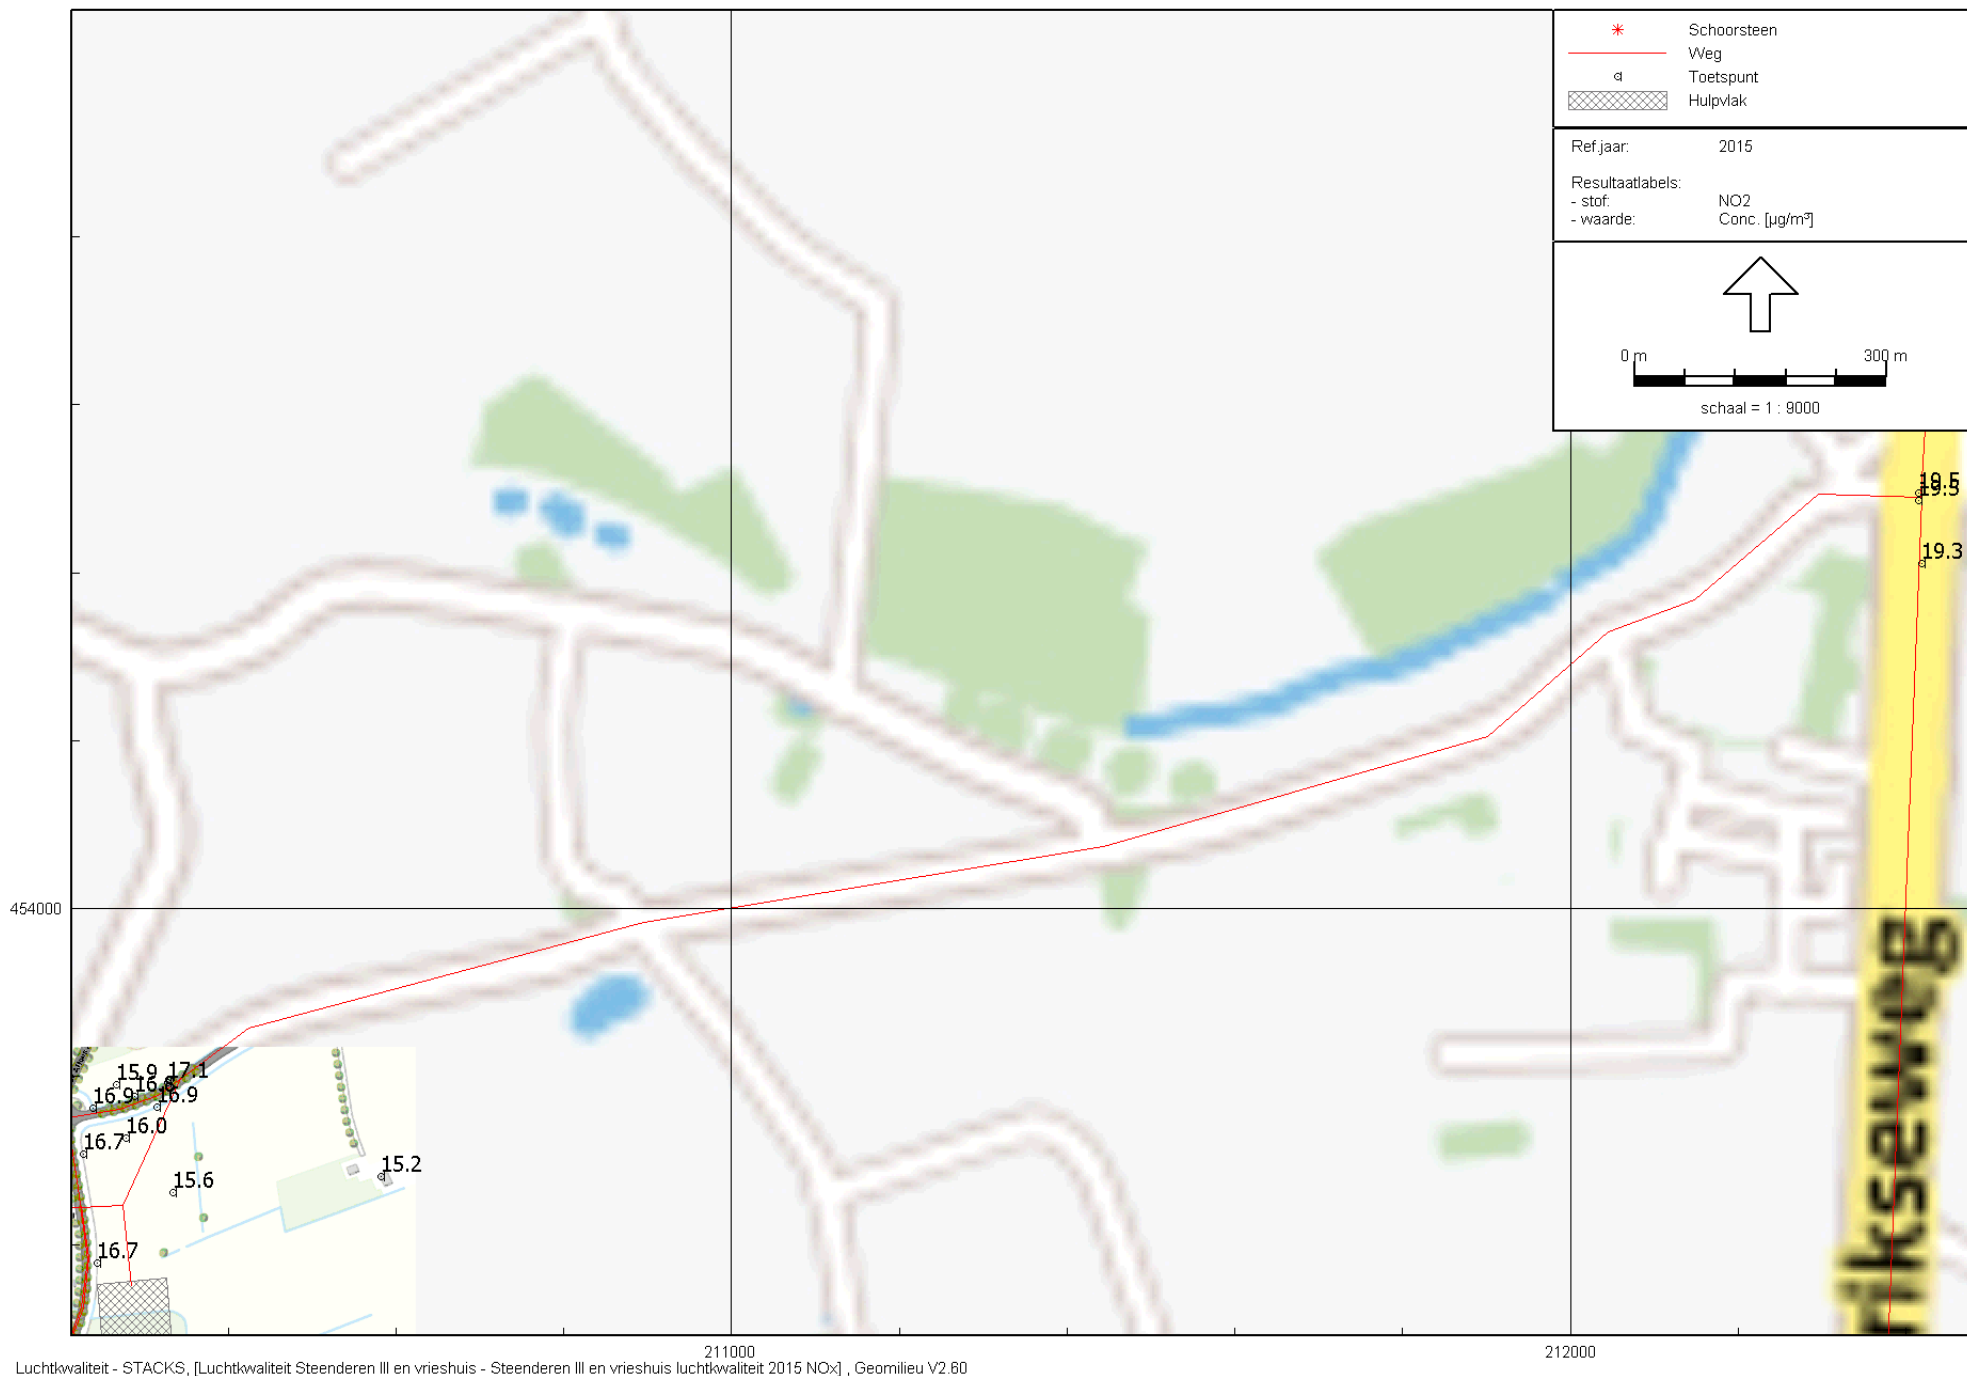 Schoorsteen
Weg
Toetspunt
Hulpvlak
Ref.jaar: 2015
Resultaatlabels:
- stof: NO2
- waarde: Conc. [µg/m³]
0 m 300 m
schaal = 1 : 9000
19.5
19.3
454000
rijksweg
15.9
17.1
16.9
16.9
16.0
16.7
15.2
15.6
16.7
211000
212000
Luchtkwaliteit - STACKS, [Luchtkwaliteit Steenderen III en vrieshuis - Steenderen III en vrieshuis luchtkwaliteit 2015 NOx] , Geomilieu V2.60